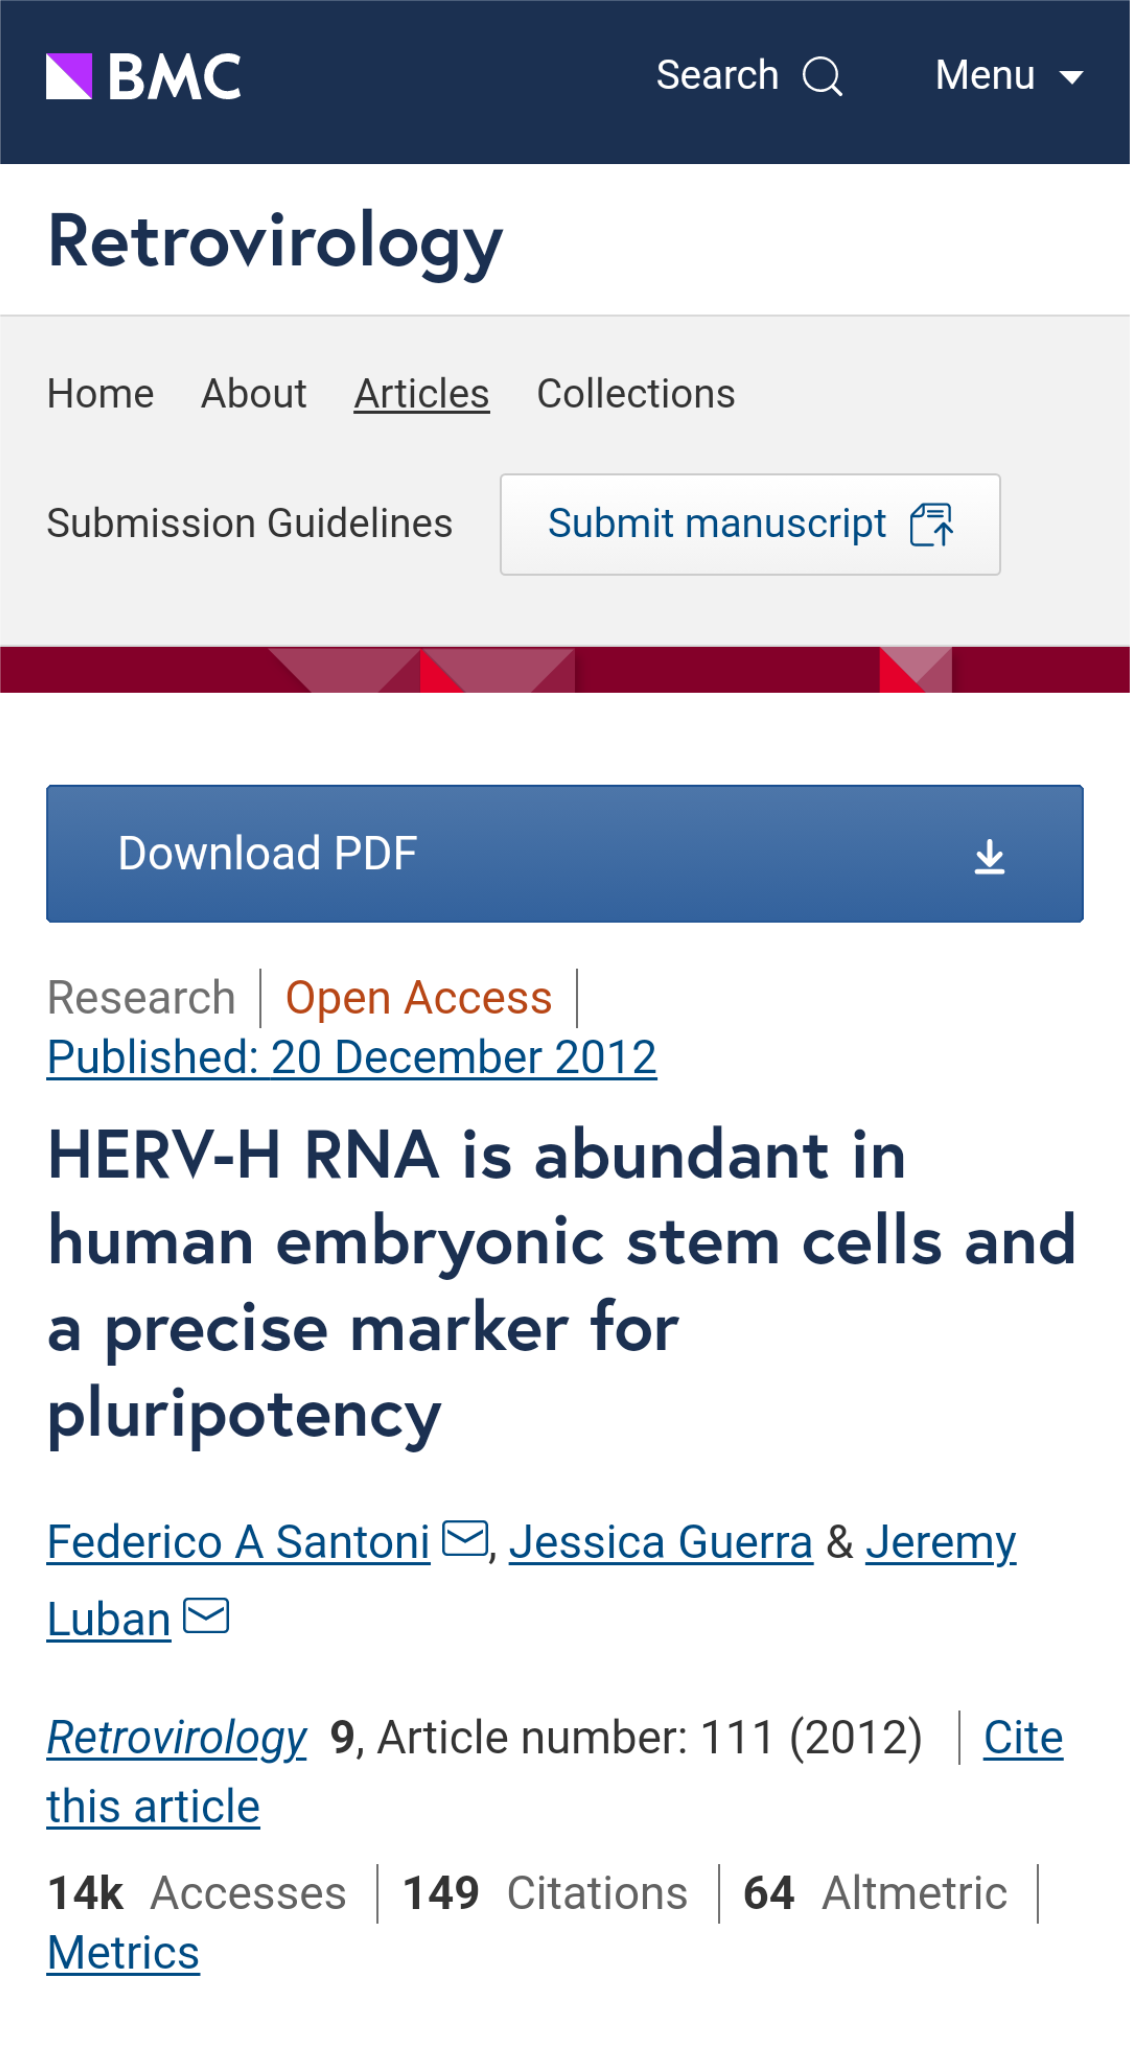 BMC Search Menu
Retrovirology
Home About Articles Collections
Submission Guidelines Submit manuscript
Download PDF
Research Open Access
Published: 20 December 2012
HERV-H RNA is abundant in
human embryonic stem cells and
a precise marker for
pluripotency
Federico A Santoni, Jessica Guerra & Jeremy
Luban
Retrovirology 9, Article number: 111 (2012) Cite
this article
14k Accesses 149 Citations 64 Altmetric
Metrics